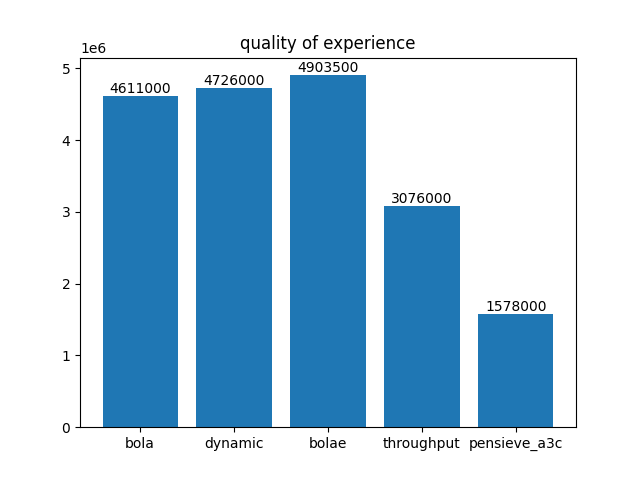 quality of experience
1e6
5
4
3
2
1
0
4611000
4726000
4903500
3076000
1578000
bola
dynamic
bolae
throughput
pensieve_a3c